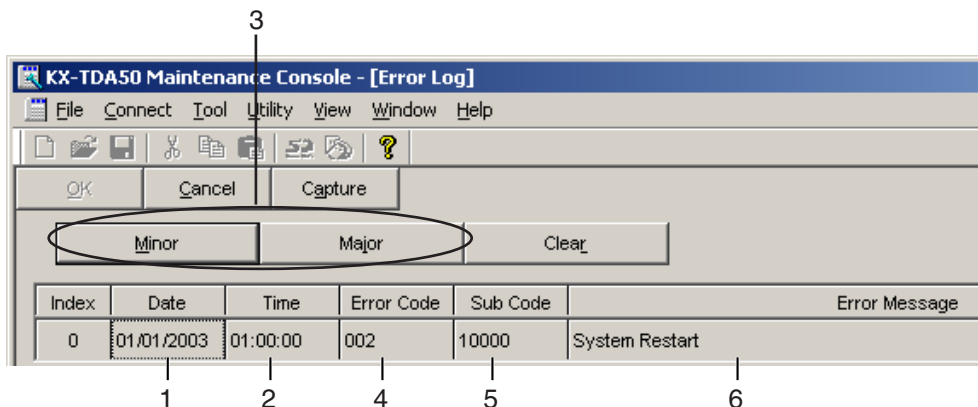 3
KX-TDA50 Maintenance Console - [Error Log]
File Connect Tool Utility View Window Help
OK Cancel Capture
Minor Major Clear
Index Date Time Error Code Sub Code Error Message
0 01/01/2003 01:00:00 002 10000 System Restart
1 2 4 5 6